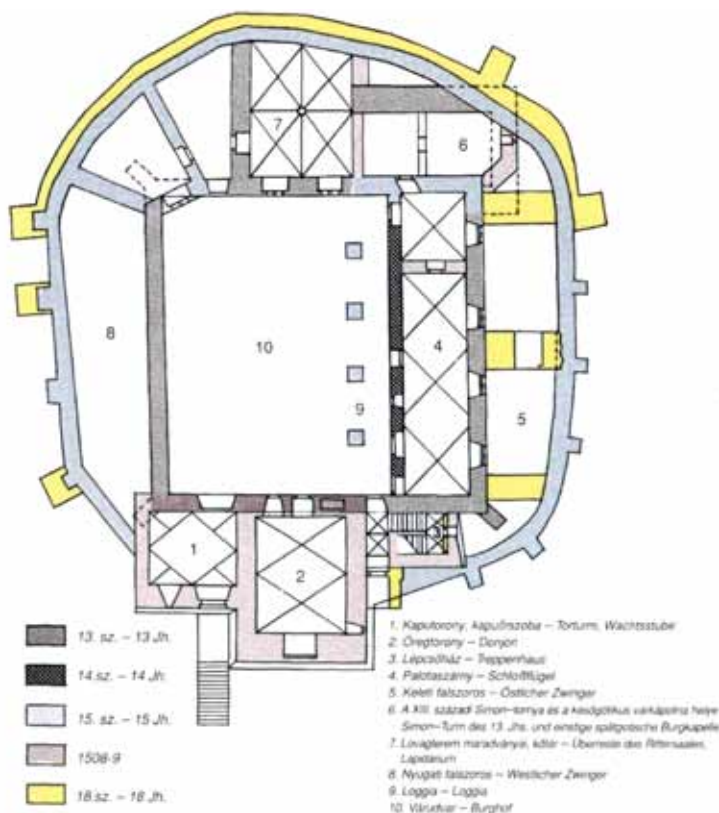 7
6
8
10
4
9
5
1
2
13. sz. – 13 Jh.
14. sz. – 14 Jh.
15. sz. – 15 Jh.
1508-9
18. sz. – 18 Jh.
1. Kaputorony, kapuőrszoba – Torturm, Wachtsstube
2. Öregtorony – Donjon
3. Lépcsőház – Treppenhaus
4. Palotaszárny – Schloßflügel
5. Keleti falszoros – Östlicher Zwinger
6. A XIII. századi Simon-tornya és a későgótikus várkápolna helye
Simon-Turm des 13. Jhs. und einstige spätgotische Burgkapelle
7. Lovagterem maradványai, kőtár – Überreste des Rittersaales,
Lapidarium
8. Nyugati falszoros – Westlicher Zwinger
9. Loggia – Loggia
10. Várudvar – Burghof